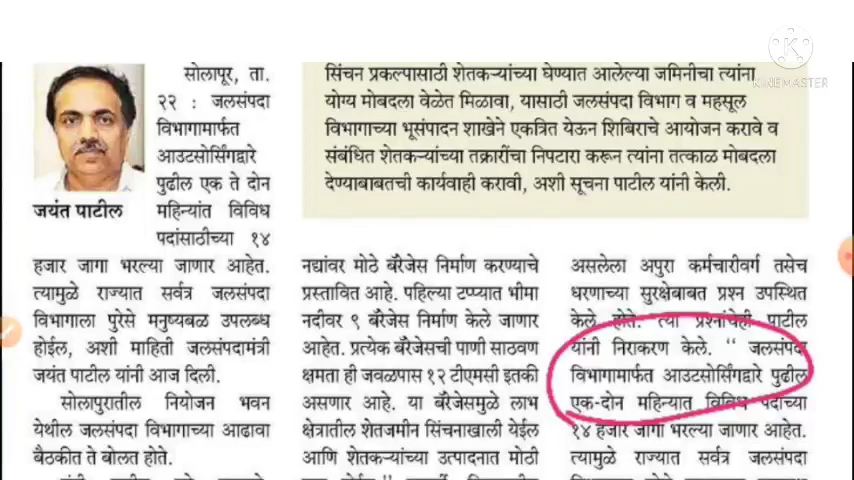 KINEMASTER
सोलापूर, ता.
२२ : जलसंपदा
विभागामार्फत
आउटसोर्सिंगद्वारे
पुढील एक ते दोन
महिन्यांत विविध
पदांसाठीच्या १४
जयंत पाटील
हजार जागा भरल्या जाणार आहेत.
त्यामुळे राज्यात सर्वत्र जलसंपदा
विभागाला पुरेसे मनुष्यबळ उपलब्ध
होईल, अशी माहिती जलसंपदामंत्री
जयंत पाटील यांनी आज दिली.
सोलापुरातील नियोजन भवन
येथील जलसंपदा विभागाच्या आढावा
बैठकीत ते बोलत होते.
सिंचन प्रकल्पासाठी शेतकऱ्यांच्या घेण्यात आलेल्या जमिनीचा त्यांना
योग्य मोबदला वेळेत मिळावा, यासाठी जलसंपदा विभाग व महसूल
विभागाच्या भूसंपादन शाखेने एकत्रित येऊन शिबिराचे आयोजन करावे व
संबंधित शेतकऱ्यांच्या तक्रारींचा निपटारा करून त्यांना तत्काळ मोबदला
देण्याबाबतची कार्यवाही करावी, अशी सूचना पाटील यांनी केली.
नद्यांवर मोठे बॅरेजेस निर्माण करण्याचे
प्रस्तावित आहे. पहिल्या टप्प्यात भीमा
नदीवर ९ बॅरेजेस निर्माण केले जाणार
आहेत. प्रत्येक बॅरेजसची पाणी साठवण
क्षमता ही जवळपास १२ टीएमसी इतकी
असणार आहे. या बॅरेजेसमुळे लाभ
क्षेत्रातील शेतजमीन सिंचनाखाली येईल
आणि शेतकऱ्यांच्या उत्पादनात मोठी
असलेला अपुरा कर्मचारीवर्ग तसेच
धरणाच्या सुरक्षेबाबत प्रश्न उपस्थित
केले होते. त्या प्रश्नांचेही पाटील
यांनी निराकरण केले. " जलसंपदा
विभागामार्फत आउटसोर्सिंगद्वारे पुढील
एक-दोन महिन्यात विविध पदांच्या
१४ हजार जागा भरल्या जाणार आहेत.
त्यामुळे राज्यात सर्वत्र जलसंपदा